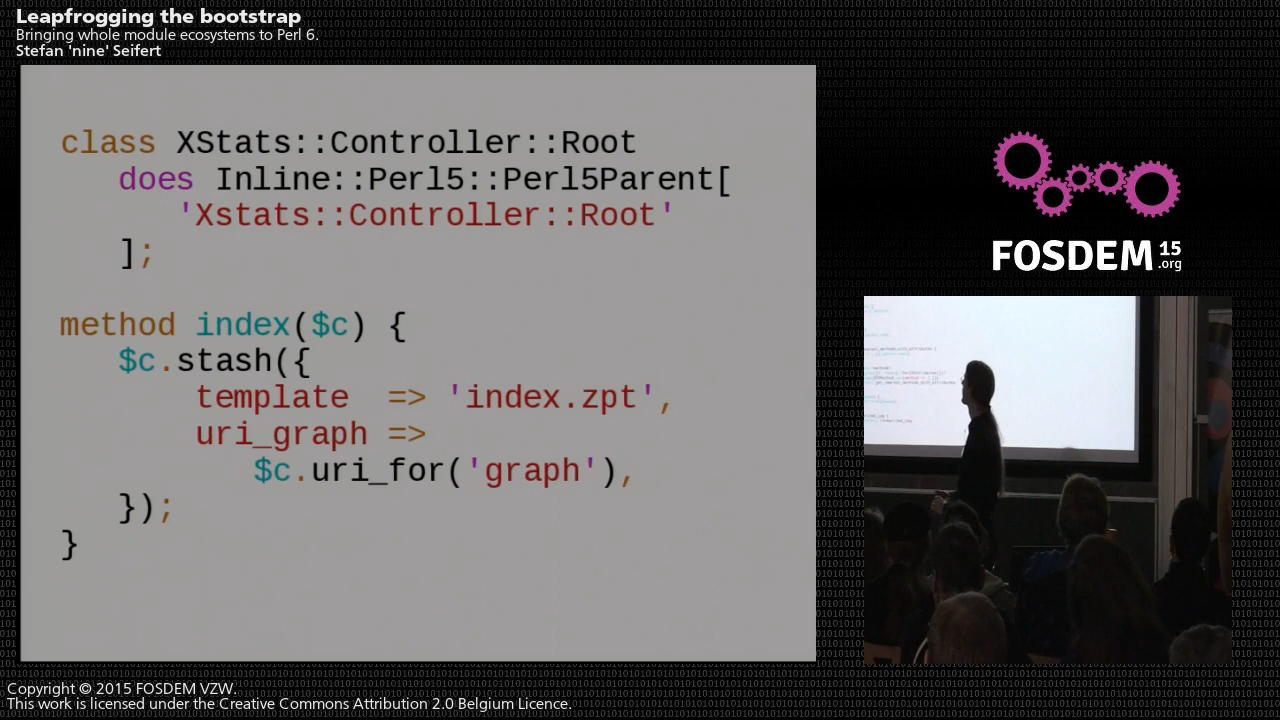 Leapfrogging the bootstrap
Bringing whole module ecosystems to Perl 6.
Stefan 'nine' Seifert
class XStats::Controller::Root
does Inline::Perl5::Perl5Parent[
'Xstats::Controller::Root'
];
method index($c) {
$c.stash({
template => 'index.zpt',
uri_graph =>
$c.uri_for('graph'),
});
}
FOSDEM 15
.org
Copyright © 2015 FOSDEM VZW.
This work is licensed under the Creative Commons Attribution 2.0 Belgium Licence.